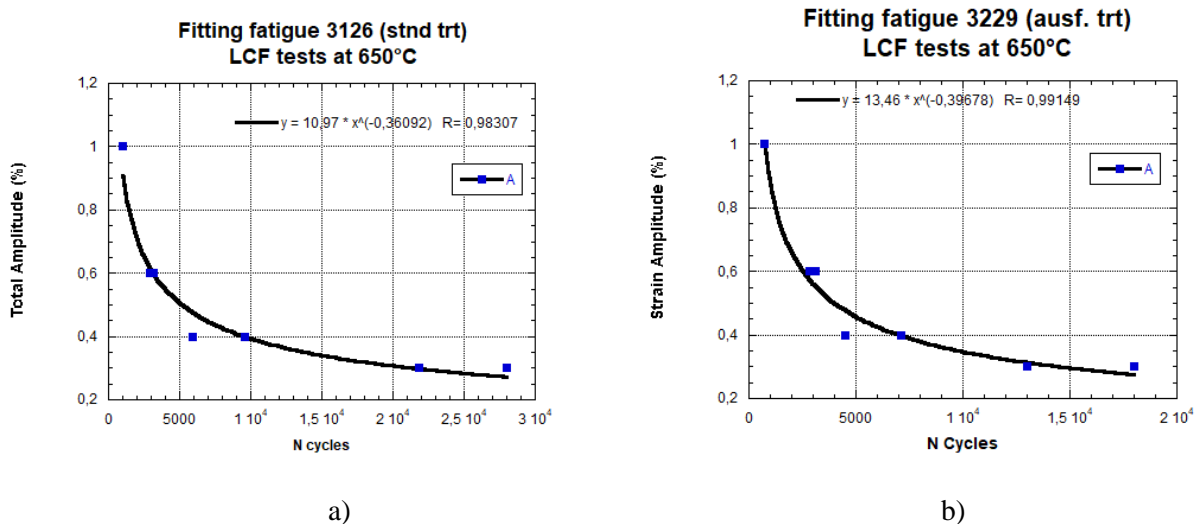 Fitting fatigue 3126 (stnd trt)
LCF tests at 650°C
1,2
1
0,8
0,6
0,4
0,2
Total Amplitude (%)
y = 10,97 * x^(-0,36092) R= 0,98307
A
0
5000
1 10^4
1,5 10^4
2 10^4
2,5 10^4
3 10^4
N cycles
a)
Fitting fatigue 3229 (ausf. trt)
LCF tests at 650°C
1,2
1
0,8
0,6
0,4
0,2
Strain Amplitude (%)
y = 13,46 * x^(-0,39678) R= 0,99149
A
0
5000
1 10^4
1,5 10^4
2 10^4
N Cycles
b)